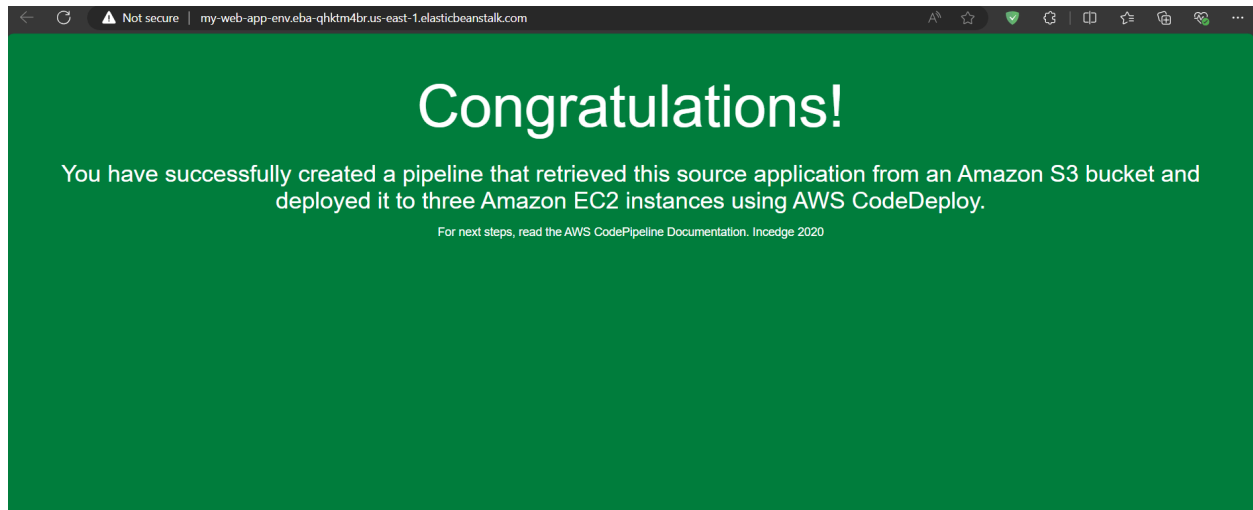 Not secure | my-web-app-env.eba-qhktm4br.us-east-1.elasticbeanstalk.com
Congratulations!
You have successfully created a pipeline that retrieved this source application from an Amazon S3 bucket and
deployed it to three Amazon EC2 instances using AWS CodeDeploy.
For next steps, read the AWS CodePipeline Documentation. Incedge 2020